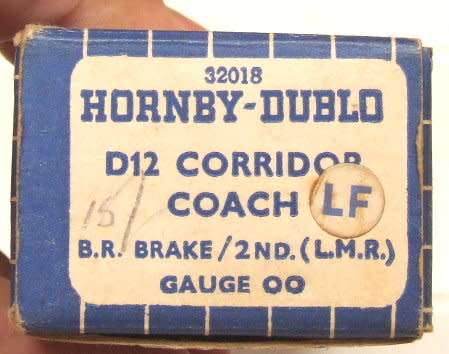 32018
HORNBY-DUBLO
D12 CORRIDOR
COACH LF
15/
B.R. BRAKE/2ND. (L.M.R.)
GAUGE OO